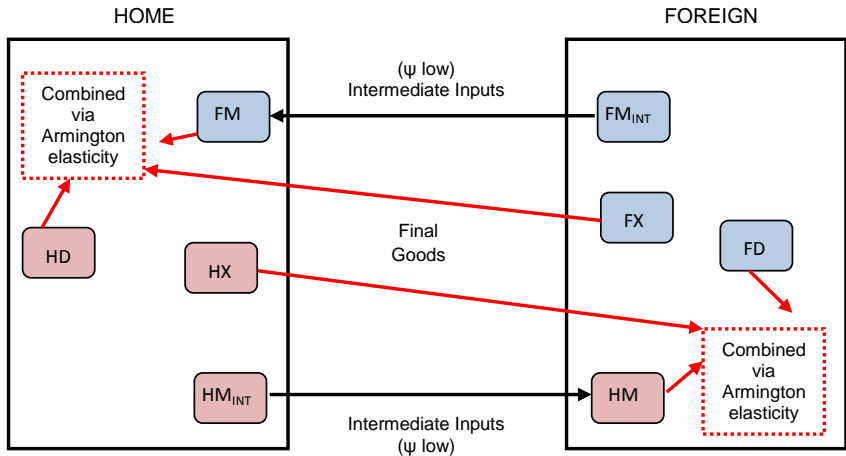 HOME
FOREIGN
Combined
via
Armington
elasticity
FM
(ψ low)
Intermediate Inputs
FM_INT
HD
HX
Final
Goods
FX
FD
HM_INT
Intermediate Inputs
(ψ low)
HM
Combined
via
Armington
elasticity